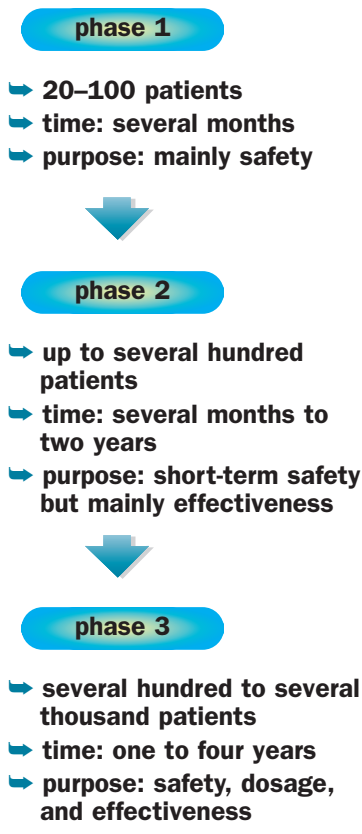 phase 1
➥ 20–100 patients
➥ time: several months
➥ purpose: mainly safety
phase 2
➥ up to several hundred
patients
➥ time: several months to
two years
➥ purpose: short-term safety
but mainly effectiveness
phase 3
➥ several hundred to several
thousand patients
➥ time: one to four years
➥ purpose: safety, dosage,
and effectiveness